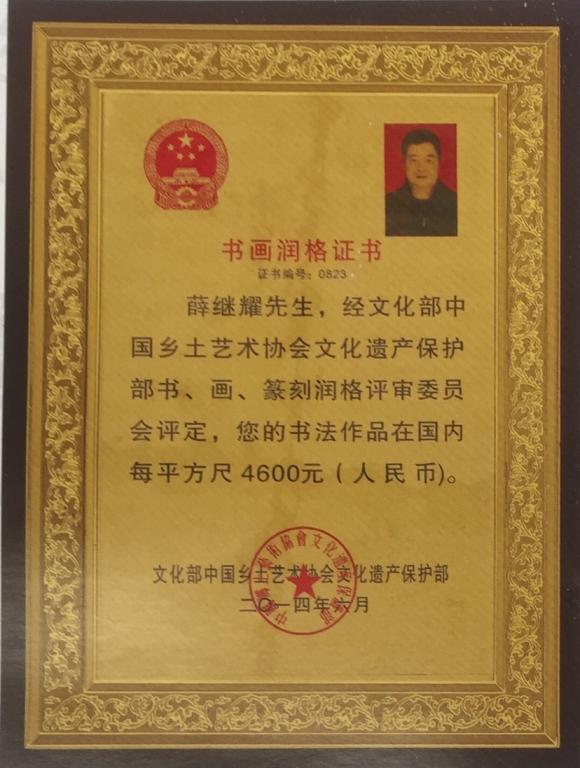 书画润格证书
证书编号：0823
薛继耀先生，经文化部中
国乡土艺术协会文化遗产保护
部书、画、篆刻润格评审委员
会评定，您的书法作品在国内
每平方尺4600元（人民币）。
文化部中国乡土艺术协会文化遗产保护部
二〇一四年六月